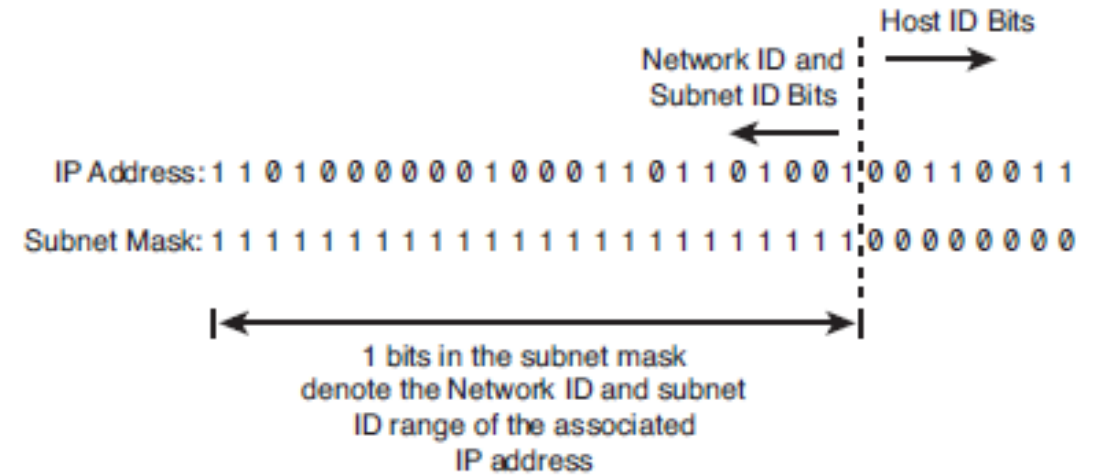 Host ID Bits
Network ID and
Subnet ID Bits
IP Address: 1 1 0 1 0 0 0 0 0 0 1 0 0 0 1 1 0 1 1 0 1 0 0 1 0 0 1 1 0 0 1 1
Subnet Mask: 1 1 1 1 1 1 1 1 1 1 1 1 1 1 1 1 1 1 1 1 1 1 1 1 0 0 0 0 0 0 0 0
1 bits in the subnet mask
denote the Network ID and subnet
ID range of the associated
IP address